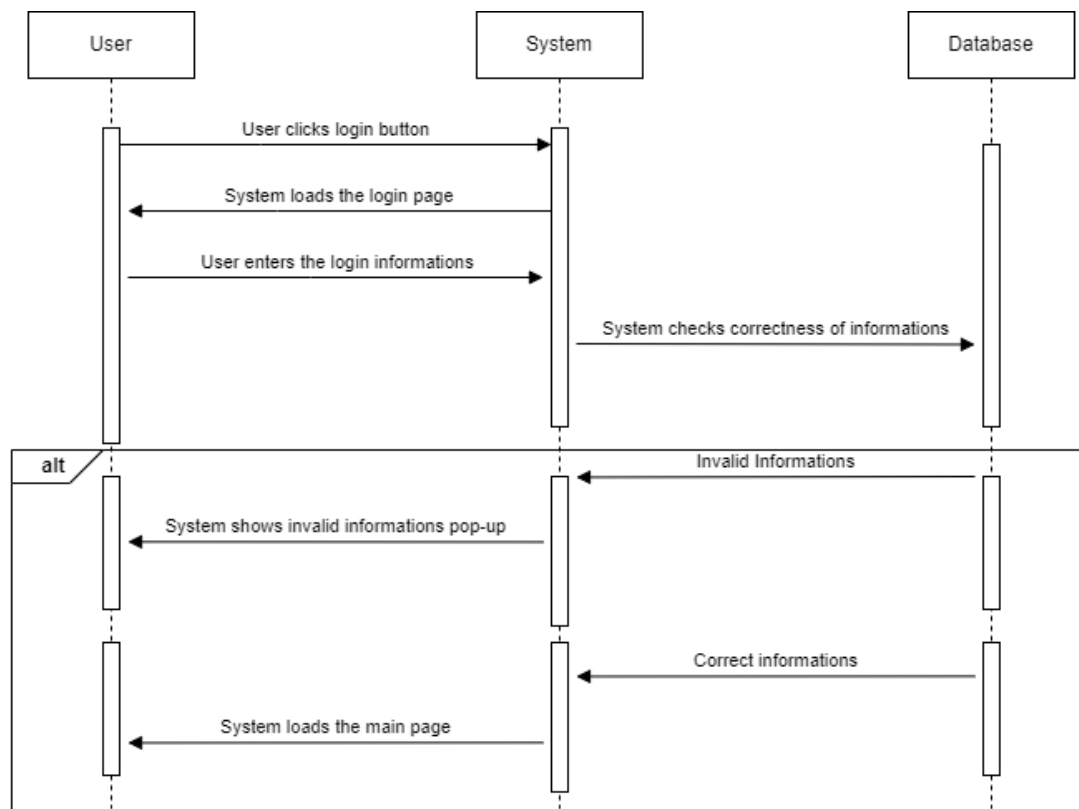 User
System
Database
User clicks login button
System loads the login page
User enters the login informations
System checks correctness of informations
alt
Invalid Informations
System shows invalid informations pop-up
Correct informations
System loads the main page